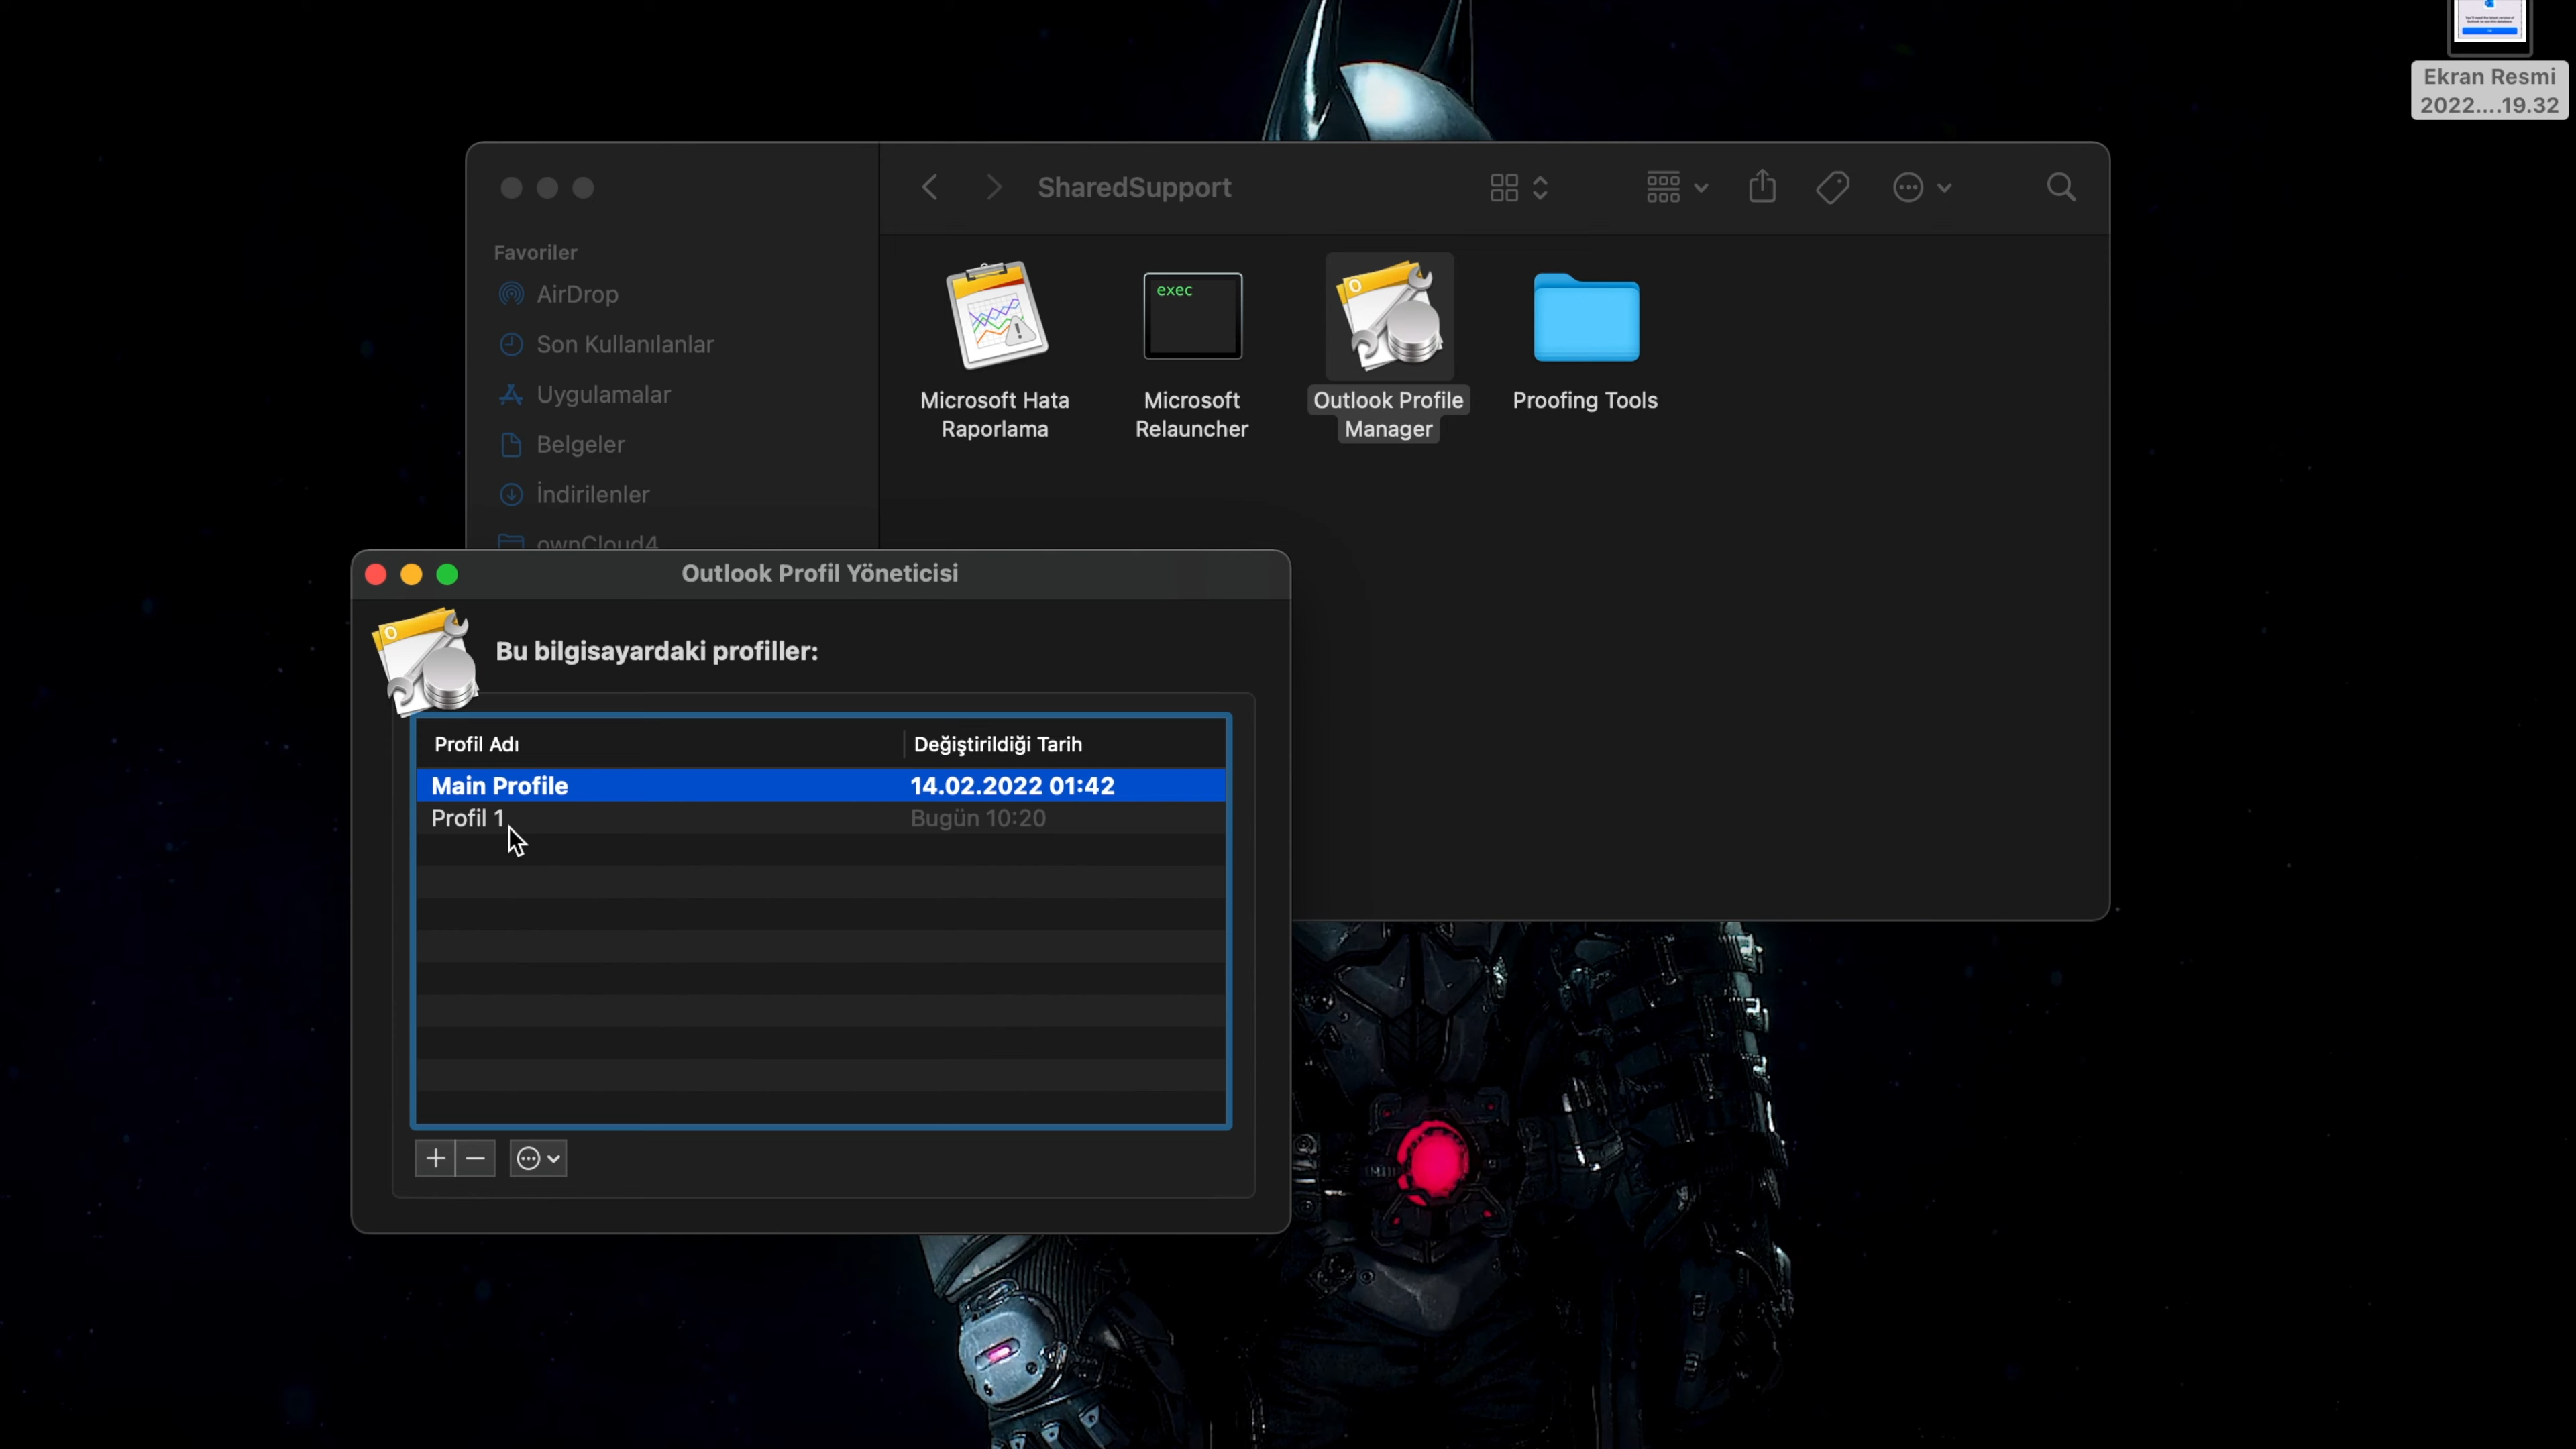 Ekran Resmi
2022....19.32
SharedSupport
Favoriler
AirDrop
Son Kullanılanlar
Uygulamalar
Belgeler
İndirilenler
ownCloud4
exec
Microsoft Hata
Raporlama
Microsoft
Relauncher
Outlook Profile
Manager
Proofing Tools
Outlook Profil Yöneticisi
Bu bilgisayardaki profiller:
Profil Adı Değiştirildiği Tarih
Main Profile 14.02.2022 01:42
Profil 1 Bugün 10:20